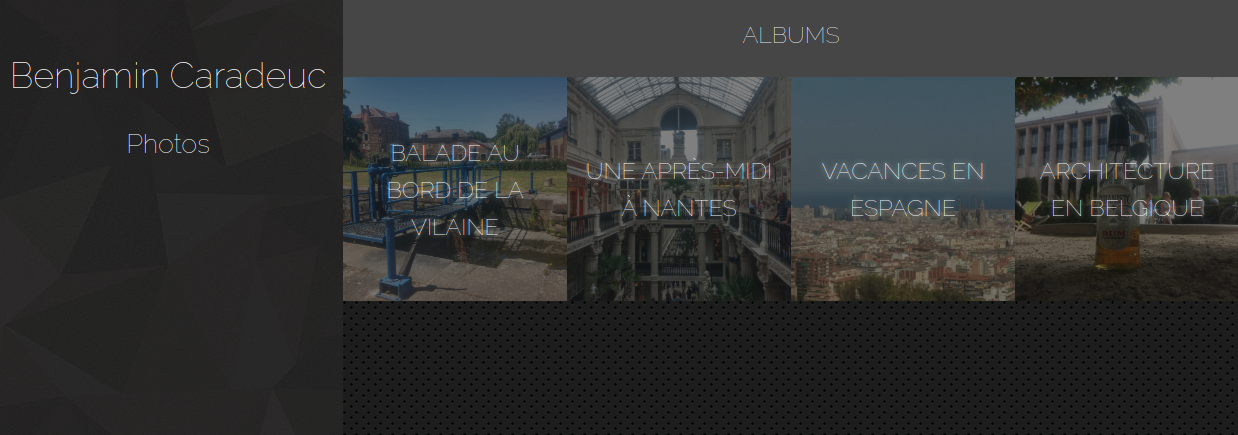 Benjamin Caradeuc
Photos
ALBUMS
BALADE AU
BORD DE LA
VILAINE
UNE APRÈS-MIDI
À NANTES
VACANCES EN
ESPAGNE
ARCHITECTURE
EN BELGIQUE
RUM